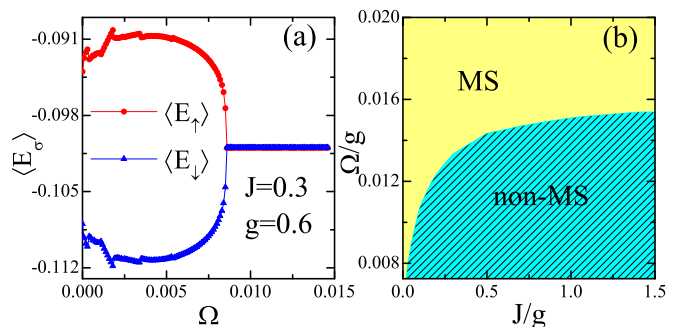 (a)
-0.091
-0.098
-0.105
-0.112
⟨E_σ⟩
⟨E_↑⟩
⟨E_↓⟩
J=0.3
g=0.6
0.000
0.005
0.010
0.015
Ω
(b)
0.020
0.016
0.012
0.008
Ω/g
MS
non-MS
0.0
0.5
1.0
1.5
J/g